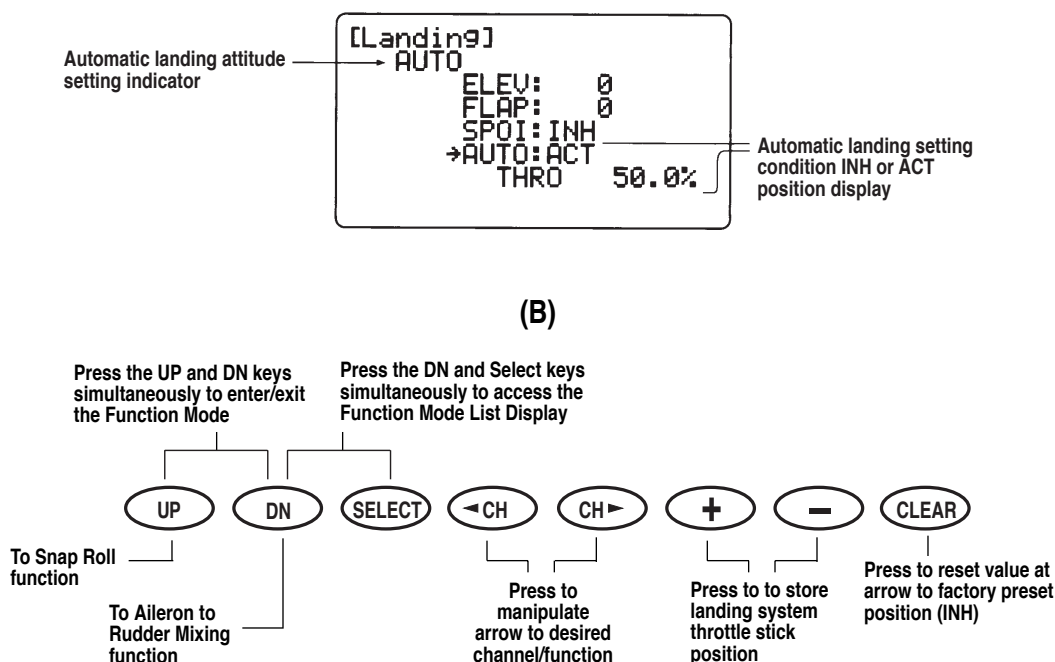 [Landing]
AUTO
ELEV: 0
FLAP: 0
SPOI:INH
→AUTO:ACT
THRO 50.0%
Automatic landing attitude
setting indicator
Automatic landing setting
condition INH or ACT
position display
(B)
Press the UP and DN keys
simultaneously to enter/exit
the Function Mode
Press the DN and Select keys
simultaneously to access the
Function Mode List Display
UP
DN
SELECT
◄CH
CH►
+
−
CLEAR
To Snap Roll
function
To Aileron to
Rudder Mixing
function
Press to
manipulate
arrow to desired
channel/function
Press to to store
landing system
throttle stick
position
Press to reset value at
arrow to factory preset
position (INH)